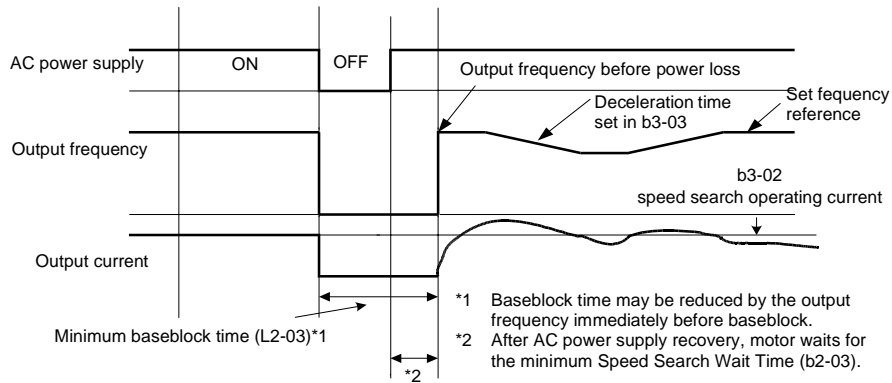 AC power supply
ON
OFF
Output frequency before power loss
Deceleration time
set in b3-03
Set fequency
reference
Output frequency
b3-02
speed search operating current
Output current
*1 Baseblock time may be reduced by the output
frequency immediately before baseblock.
Minimum baseblock time (L2-03)*1
*2 After AC power supply recovery, motor waits for
the minimum Speed Search Wait Time (b2-03).
*2